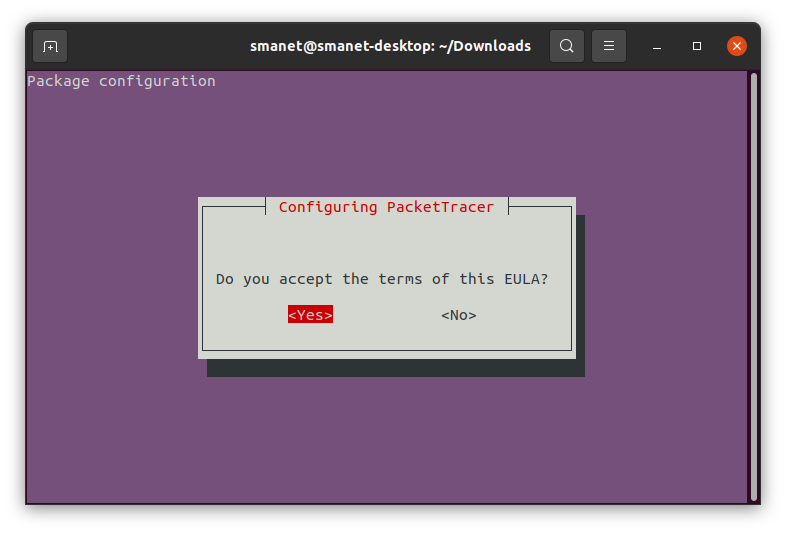 smanet@smanet-desktop: ~/Downloads
Package configuration
Configuring PacketTracer
Do you accept the terms of this EULA?
<Yes> <No>